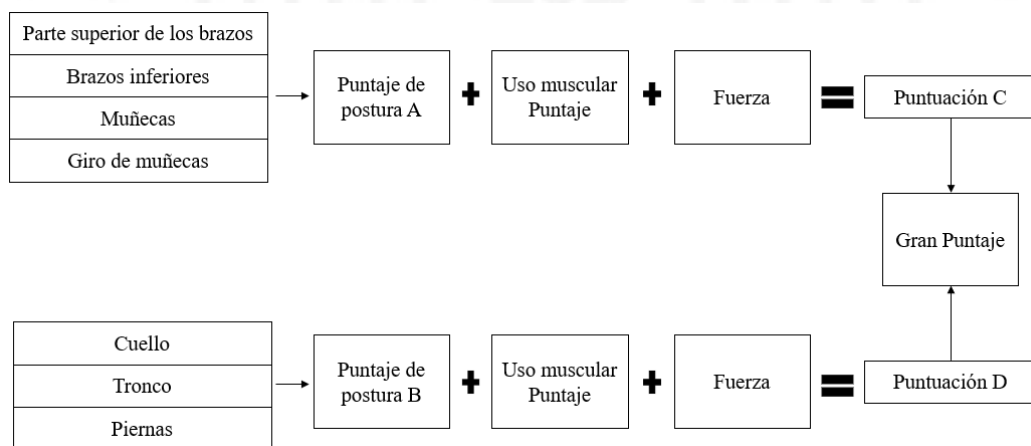 Parte superior de los brazos
Brazos inferiores
Muñecas
Giro de muñecas
Puntaje de
postura A
+
Uso muscular
Puntaje
+
Fuerza
=
Puntuación C
Gran Puntaje
Cuello
Tronco
Piernas
Puntaje de
postura B
+
Uso muscular
Puntaje
+
Fuerza
=
Puntuación D